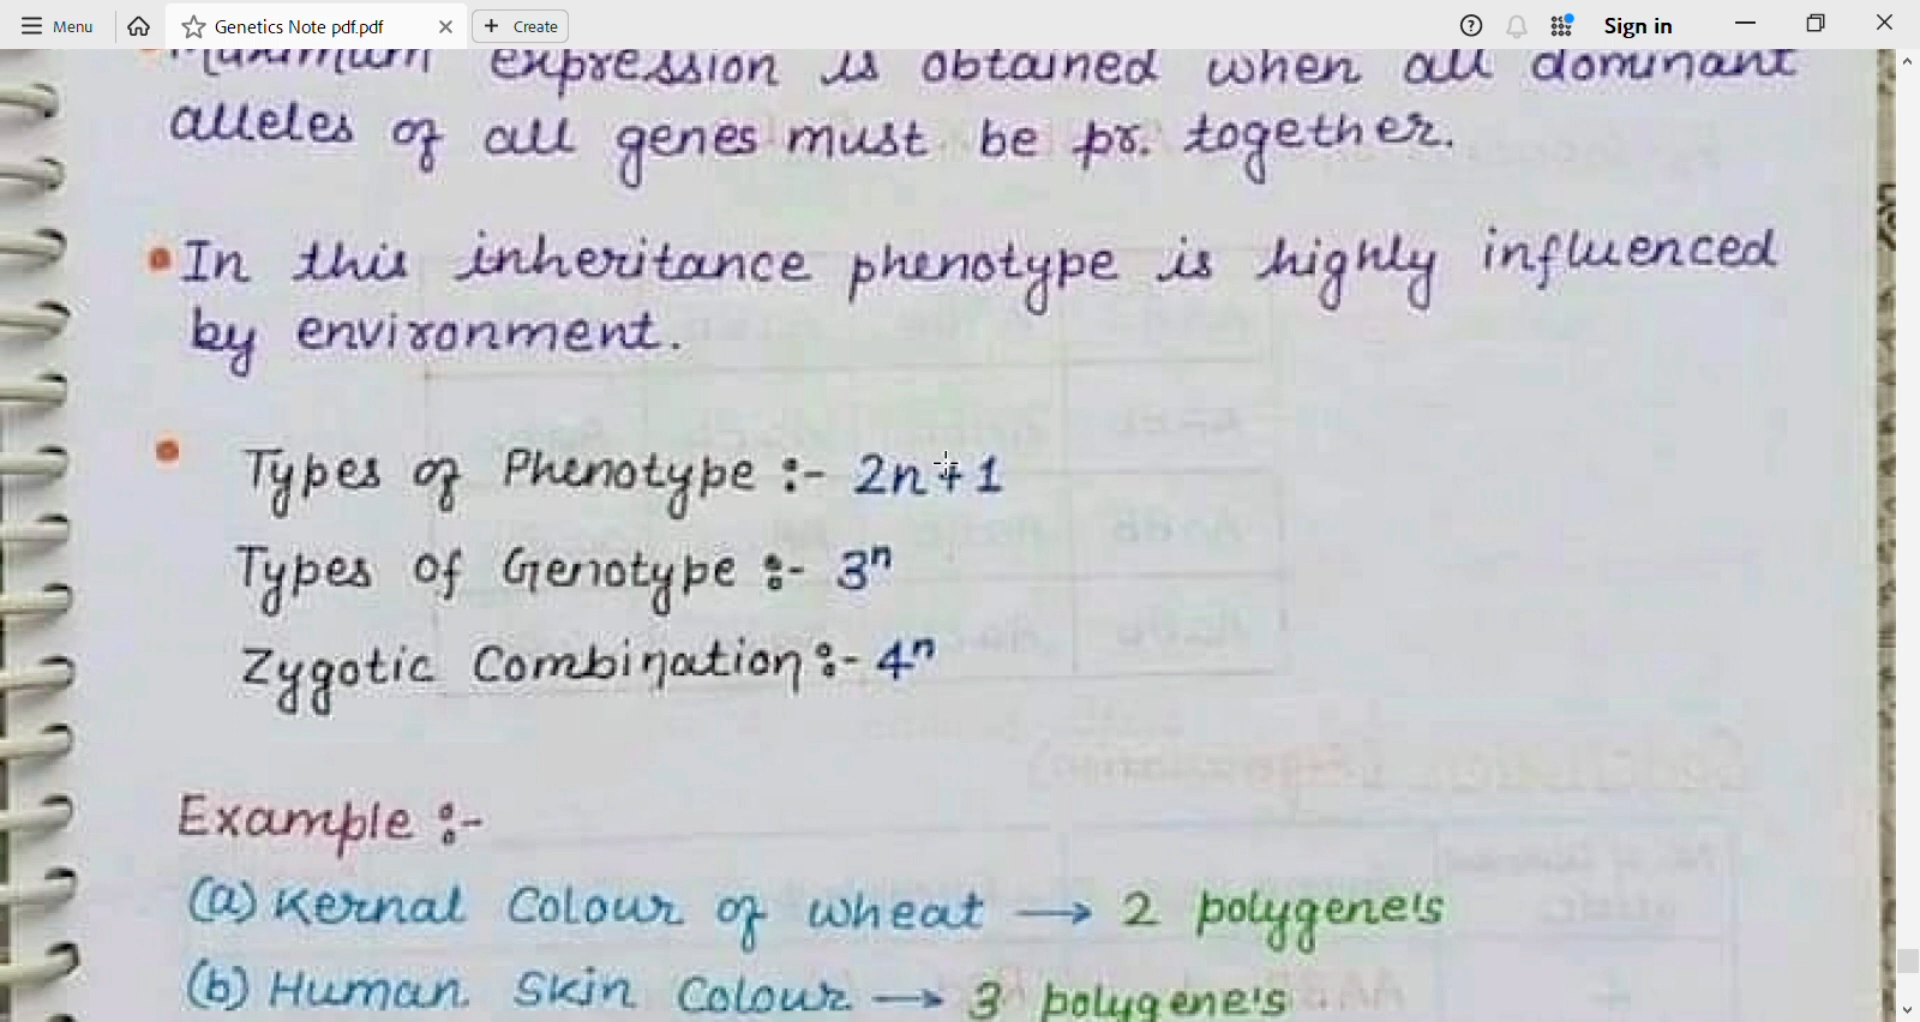 Menu
Genetics Note pdf.pdf
Create
Sign in
Maximum expression is obtained when all dominant
alleles of all genes must be pr. together.
In this inheritance phenotype is highly influenced
by environment.
Types of Phenotype :- 2n+1
Types of Genotype :- 3ⁿ
Zygotic Combination :- 4ⁿ
Example :-
(a) Kernal Colour of wheat → 2 polygene's
(b) Human Skin Colour → 3 polygene's